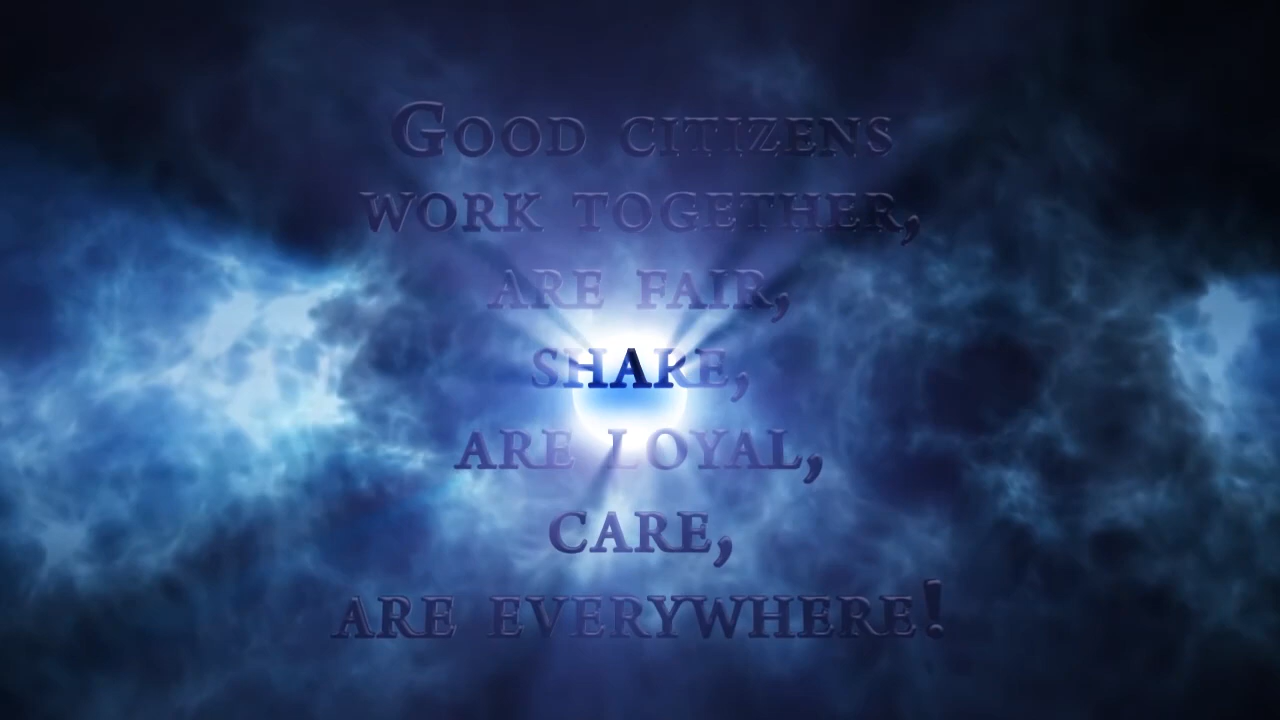 Good citizens
work together,
are fair,
share,
are loyal,
care,
are everywhere!